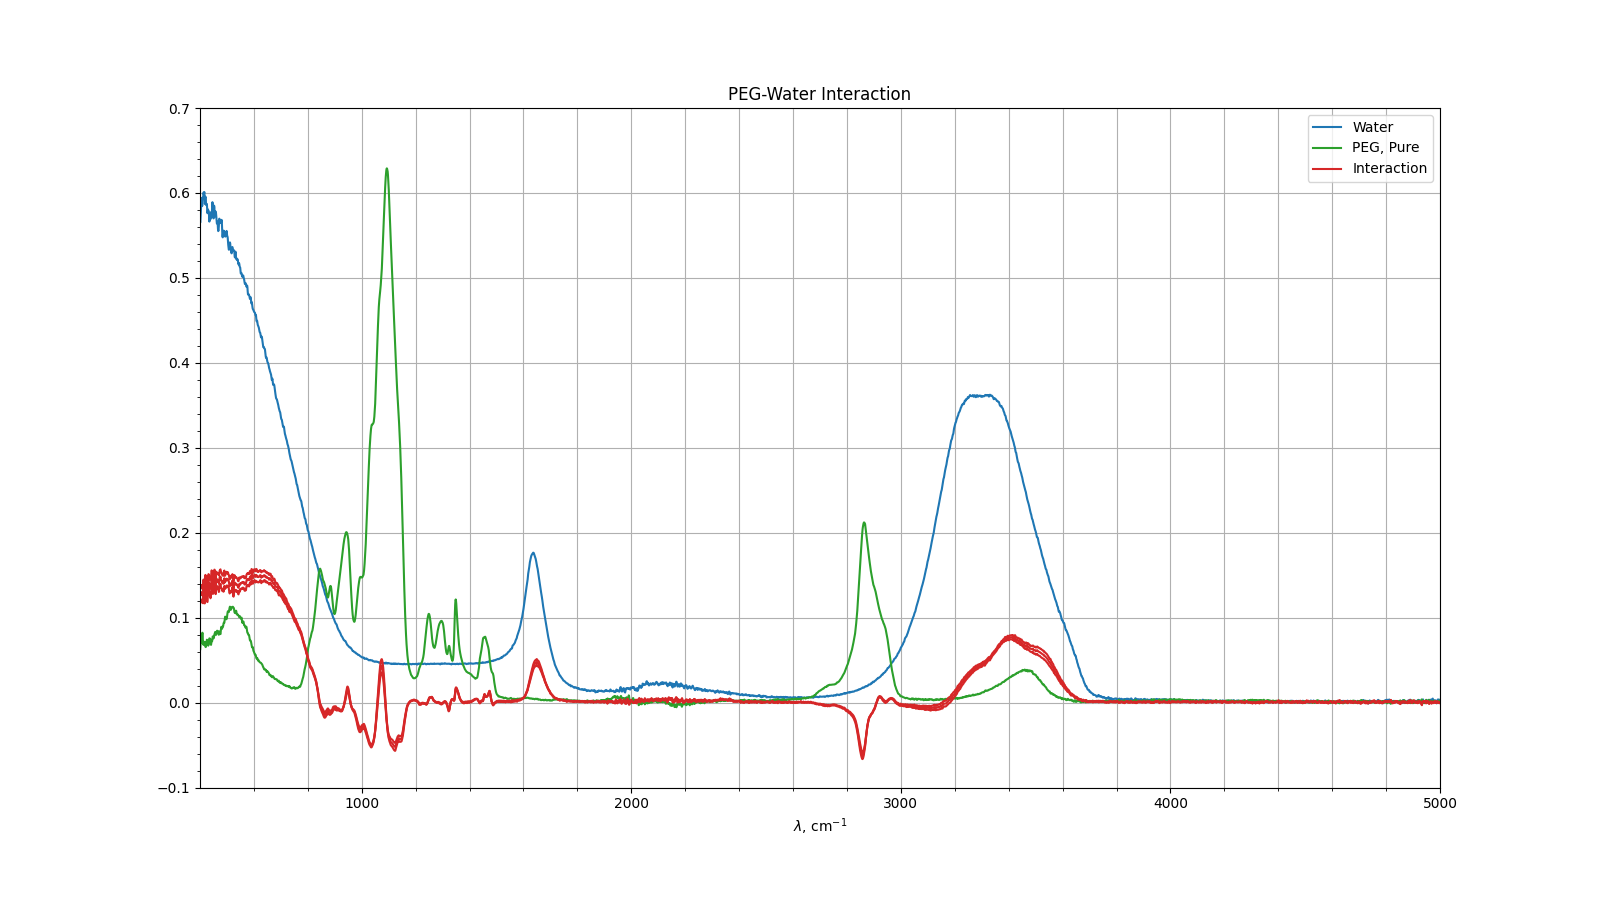 PEG-Water Interaction
0.7
0.6
0.5
0.4
0.3
0.2
0.1
0.0
−0.1
Water
PEG, Pure
Interaction
1000 2000 3000 4000 5000
λ, cm⁻¹